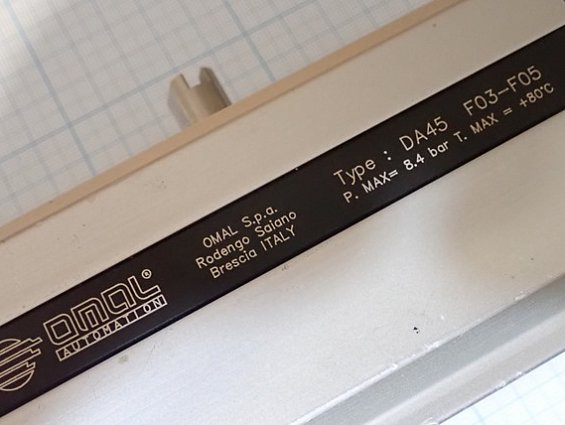 OMAL®
AUTOMATION
OMAL S.p.a.
Rodengo Saiano
Brescia ITALY
Type : DA45 F03-F05
P. MAX= 8.4 bar T. MAX = +80°C